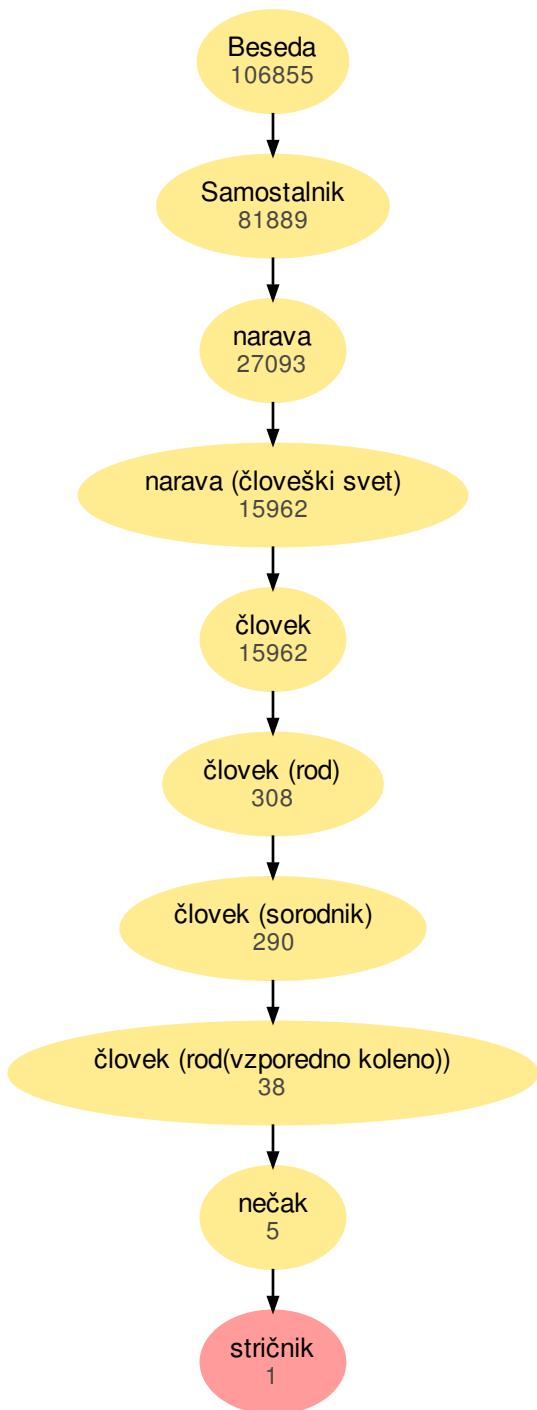 Beseda
106855
Samostalnik
81889
narava
27093
narava (človeški svet)
15962
človek
15962
človek (rod)
308
človek (sorodnik)
290
človek (rod(vzporedno koleno))
38
nečak
5
stričnik
1